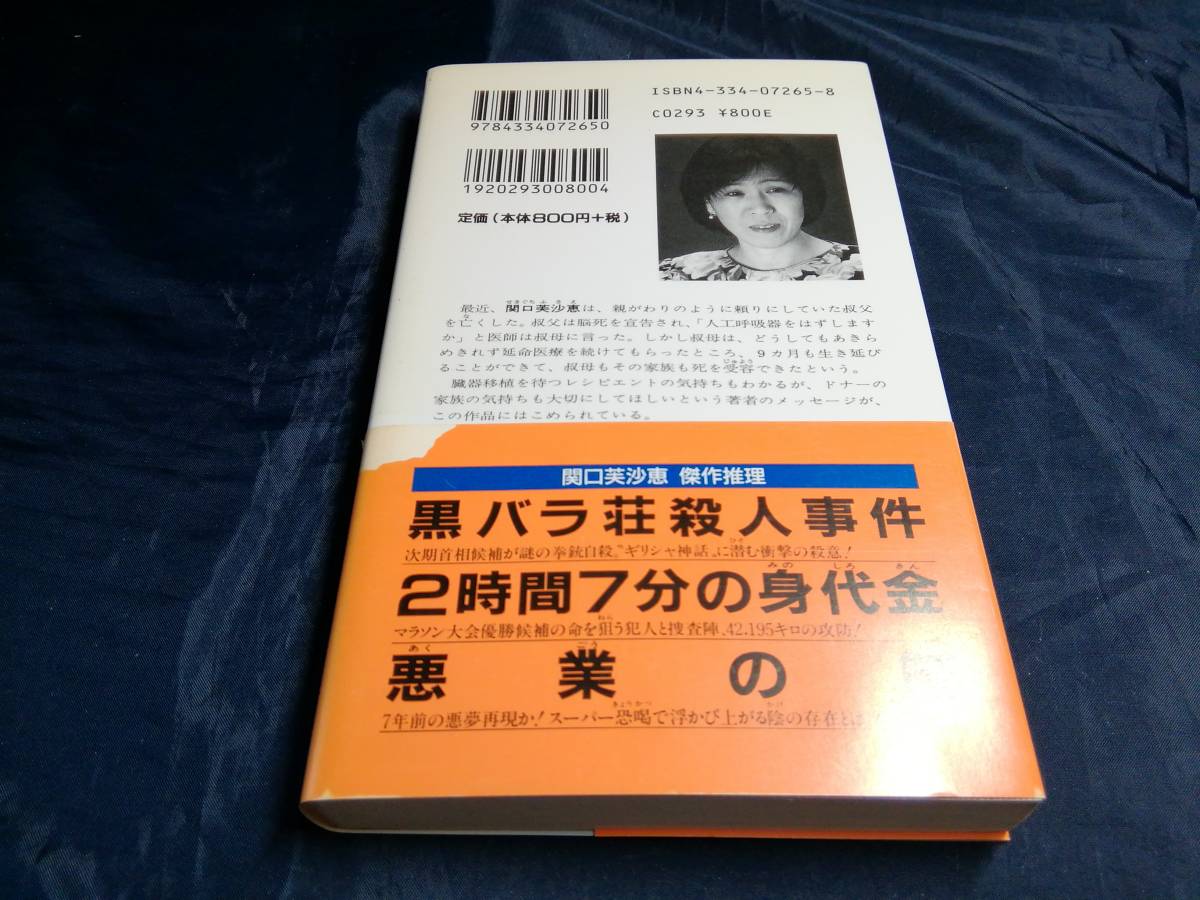 ISBN4-334-07265-8
C0293 ¥800E
9784334072650
1920293008004
定価(本体800円+税)
最近、関口芙沙恵は、親がわりのように頼りにしていた叔父
を亡くした。叔父は脳死を宣告され、「人工呼吸器をはずします
か」と医師は叔母に言った。しかし叔母は、どうしてもあきら
めきれず延命医療を続けてもらったところ、9カ月も生き延び
ることができて、叔母もその家族も死を受容できたという。
臓器移植を待つレシピエントの気持ちもわかるが、ドナーの
家族の気持ちも大切にしてほしいという著者のメッセージが、
この作品にはこめられている。
関口芙沙恵 傑作推理
黒バラ荘殺人事件
次期首相候補が謎の拳銃自殺。〝ギリシャ神話〟に潜む衝撃の殺意!
2時間7分の身代金
マラソン大会優勝候補の命を狙う犯人と捜査陣、42.195キロの攻防!
悪業の
7年前の悪夢再現か!スーパー恐喝で浮かび上がる陰の存在とは